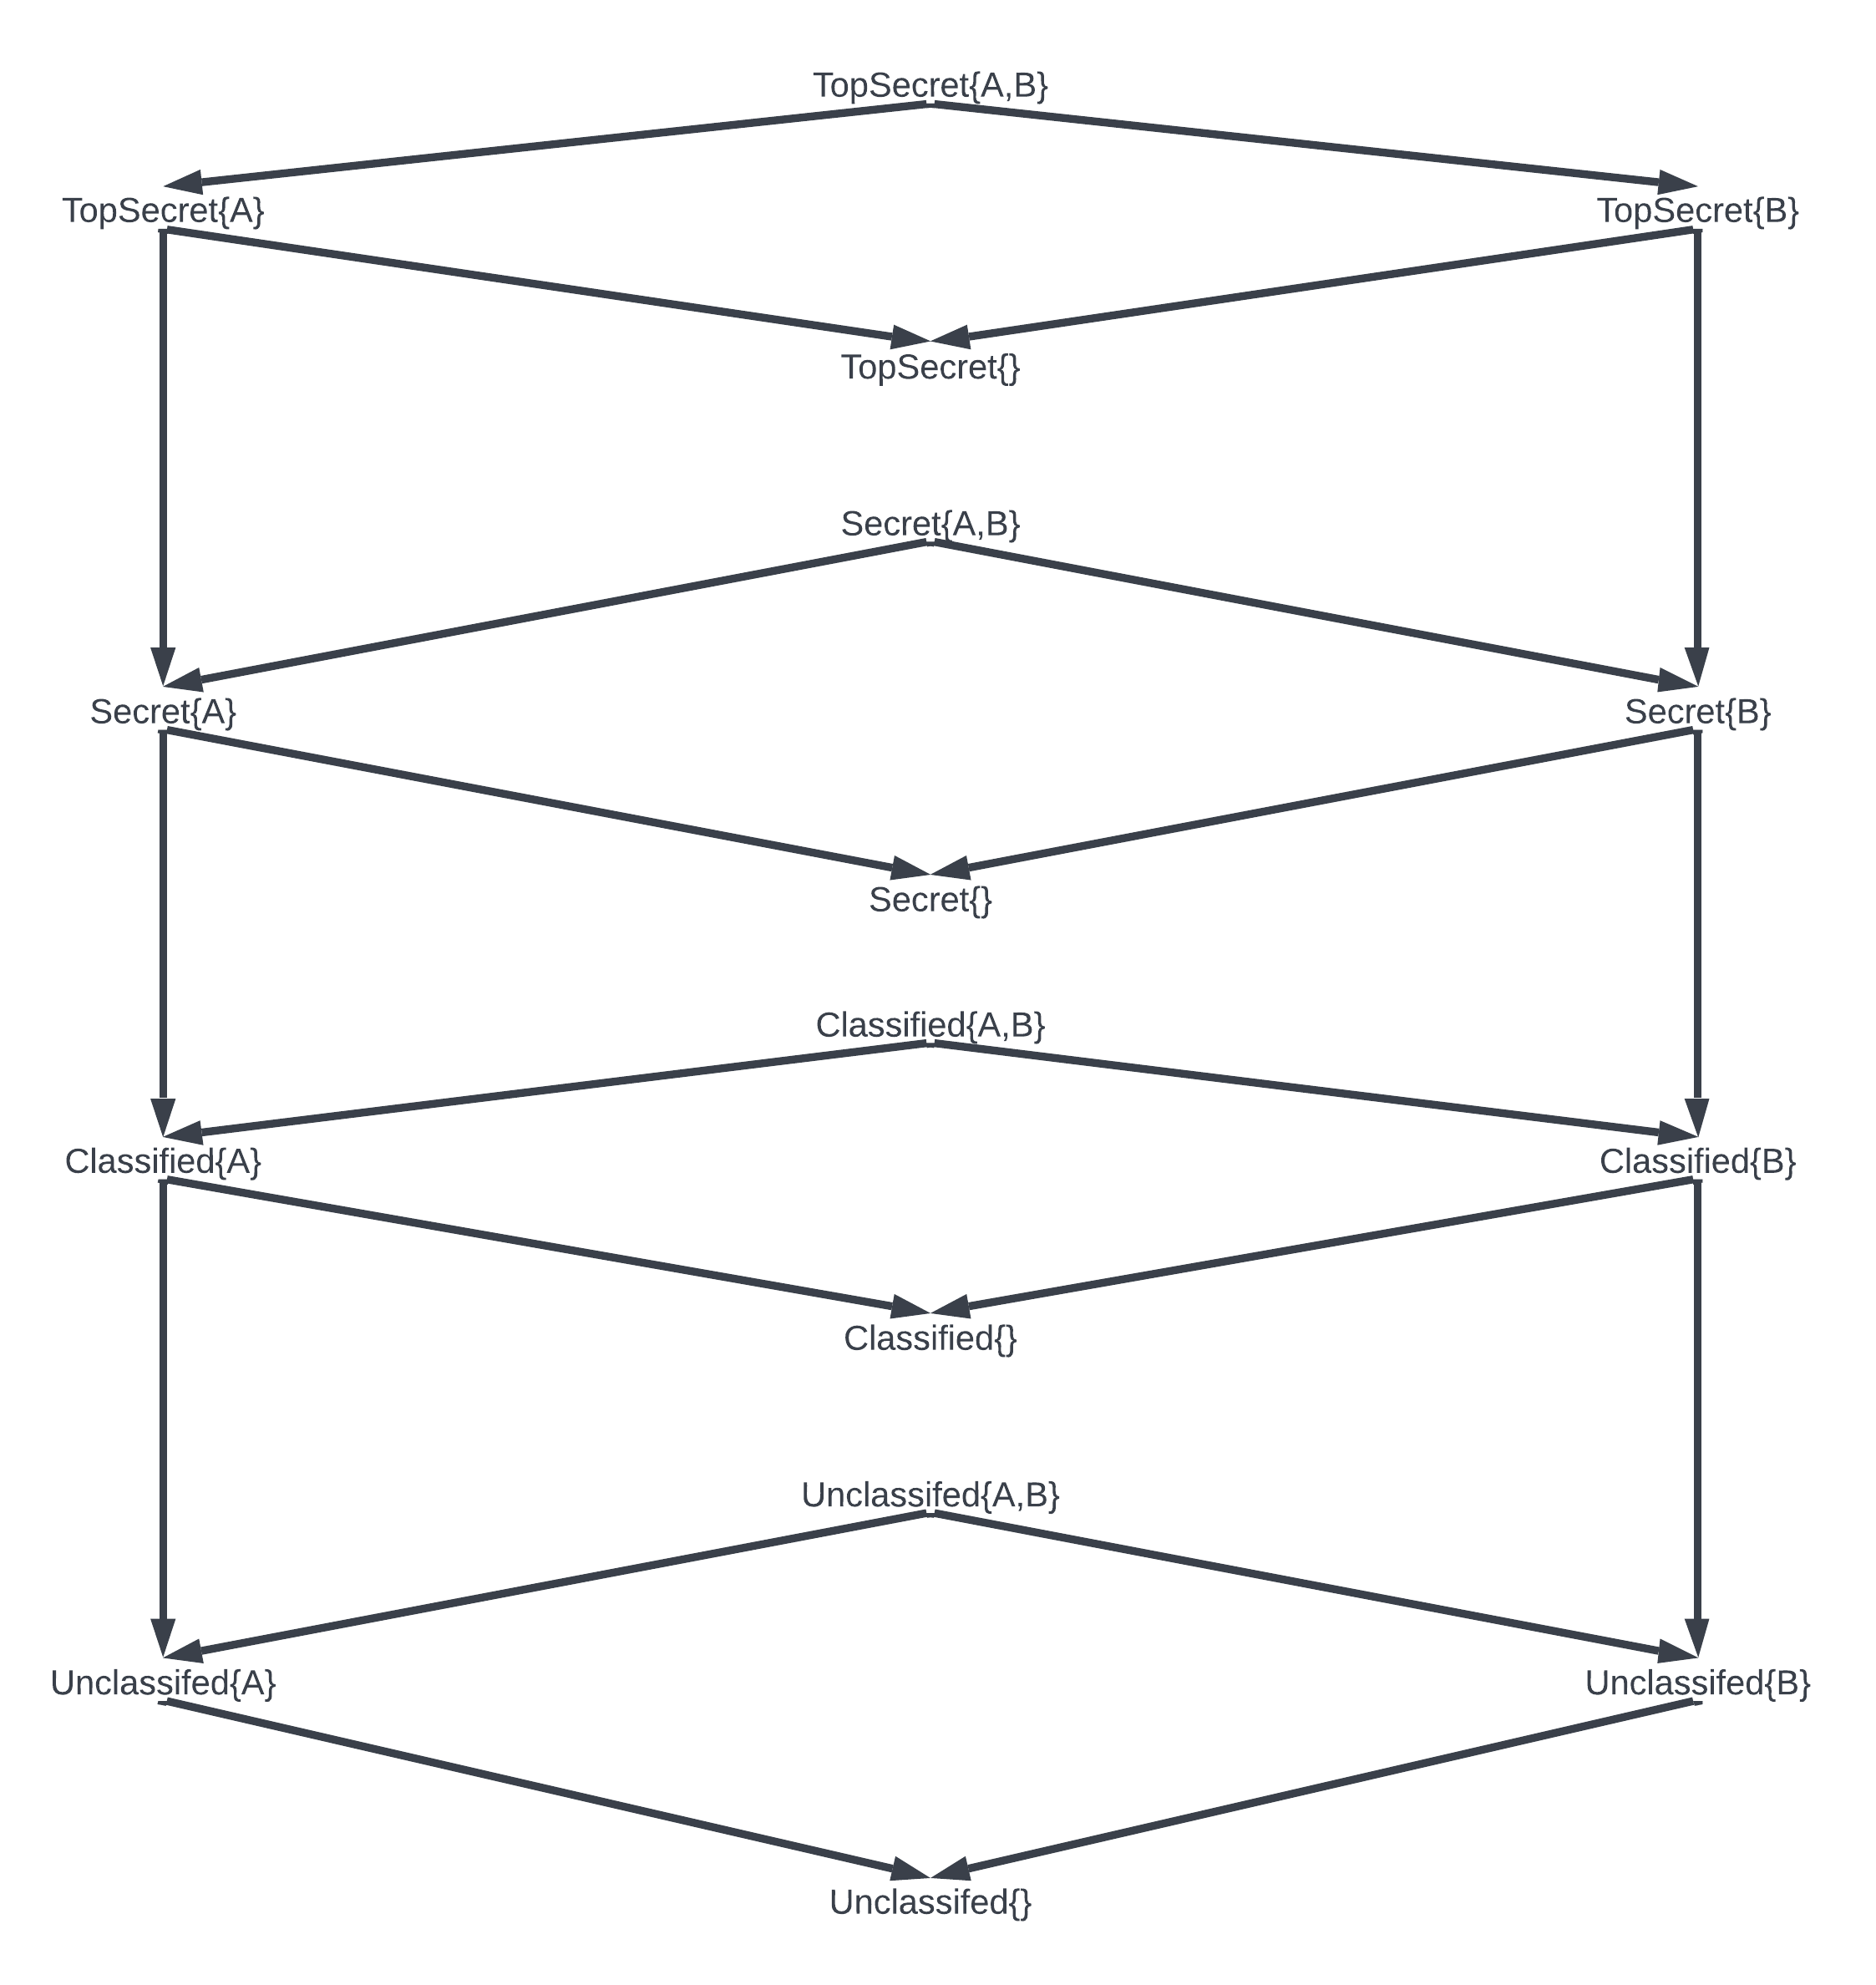 TopSecret{A,B}
TopSecret{A}
TopSecret{B}
TopSecret{}
Secret{A,B}
Secret{A}
Secret{B}
Secret{}
Classified{A,B}
Classified{A}
Classified{B}
Classified{}
Unclassifed{A,B}
Unclassifed{A}
Unclassifed{B}
Unclassifed{}